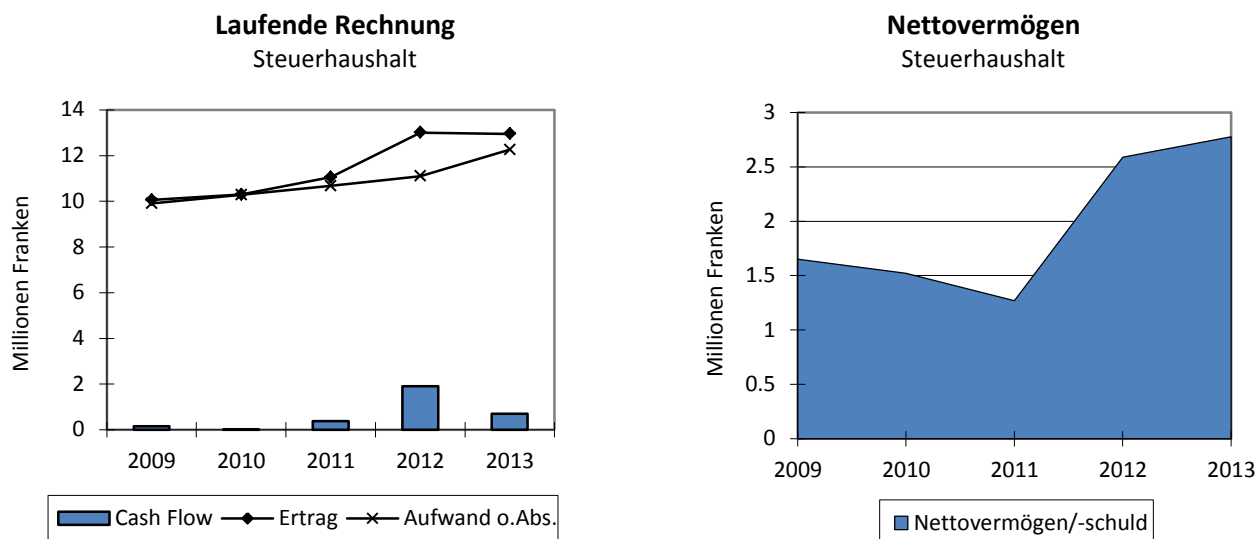 Laufende Rechnung
Steuerhaushalt
Millionen Franken
14
12
10
8
6
4
2
0
2009 2010 2011 2012 2013
Cash Flow Ertrag Aufwand o.Abs.
Nettovermögen
Steuerhaushalt
Millionen Franken
3
2.5
2
1.5
1
0.5
0
2009 2010 2011 2012 2013
Nettovermögen/-schuld